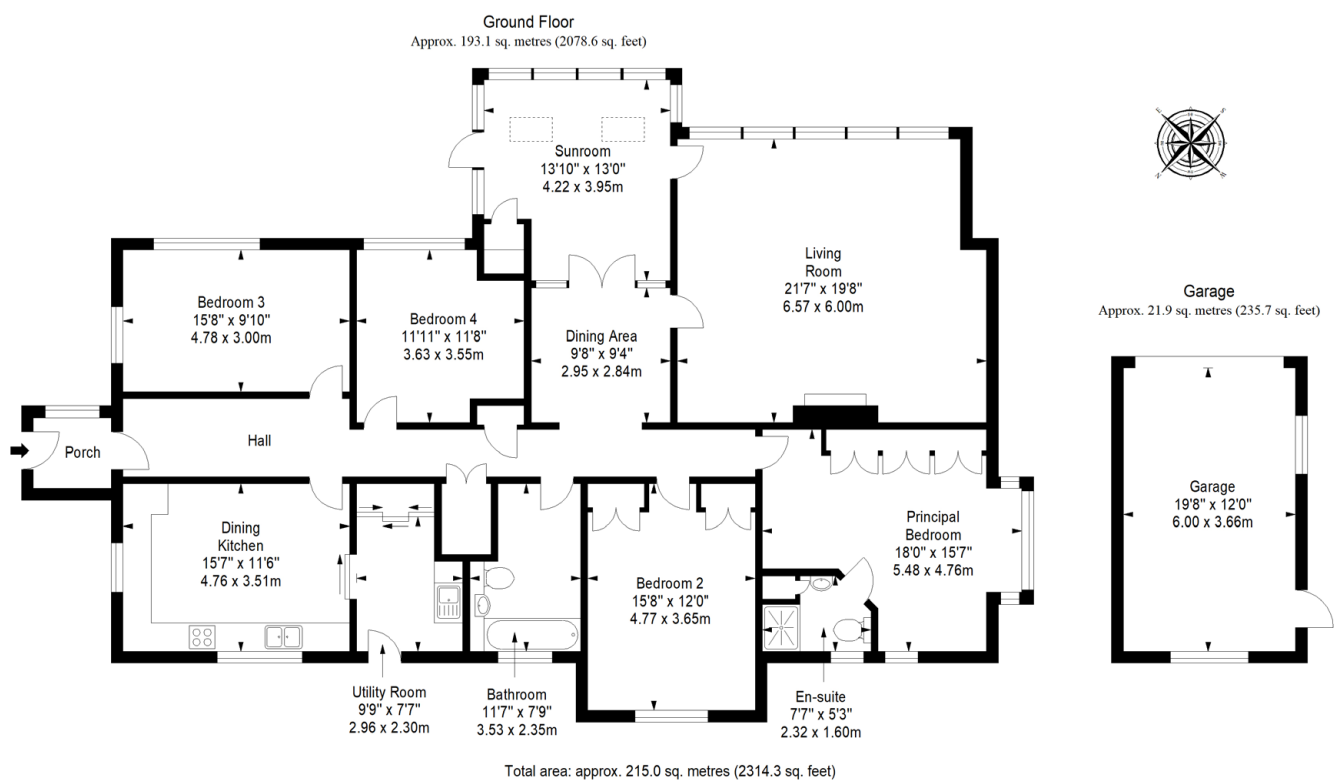 Ground Floor
Approx. 193.1 sq. metres (2078.6 sq. feet)
Sunroom
13'10" x 13'0"
4.22 x 3.95m
Living
Room
21'7" x 19'8"
6.57 x 6.00m
Bedroom 3
15'8" x 9'10"
4.78 x 3.00m
Bedroom 4
11'11" x 11'8"
3.63 x 3.55m
Dining Area
9'8" x 9'4"
2.95 x 2.84m
Garage
Approx. 21.9 sq. metres (235.7 sq. feet)
Porch
Hall
Dining
Kitchen
15'7" x 11'6"
4.76 x 3.51m
Principal
Bedroom
18'0" x 15'7"
5.48 x 4.76m
Garage
19'8" x 12'0"
6.00 x 3.66m
Bedroom 2
15'8" x 12'0"
4.77 x 3.65m
Utility Room
9'9" x 7'7"
2.96 x 2.30m
Bathroom
11'7" x 7'9"
3.53 x 2.35m
En-suite
7'7" x 5'3"
2.32 x 1.60m
Total area: approx. 215.0 sq. metres (2314.3 sq. feet)